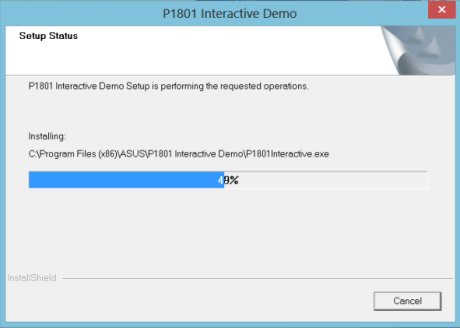 P1801 Interactive Demo
Setup Status
P1801 Interactive Demo Setup is performing the requested operations.
Installing:
C:\Program Files (x86)\ASUS\P1801 Interactive Demo\P1801Interactive.exe
49%
InstallShield
Cancel